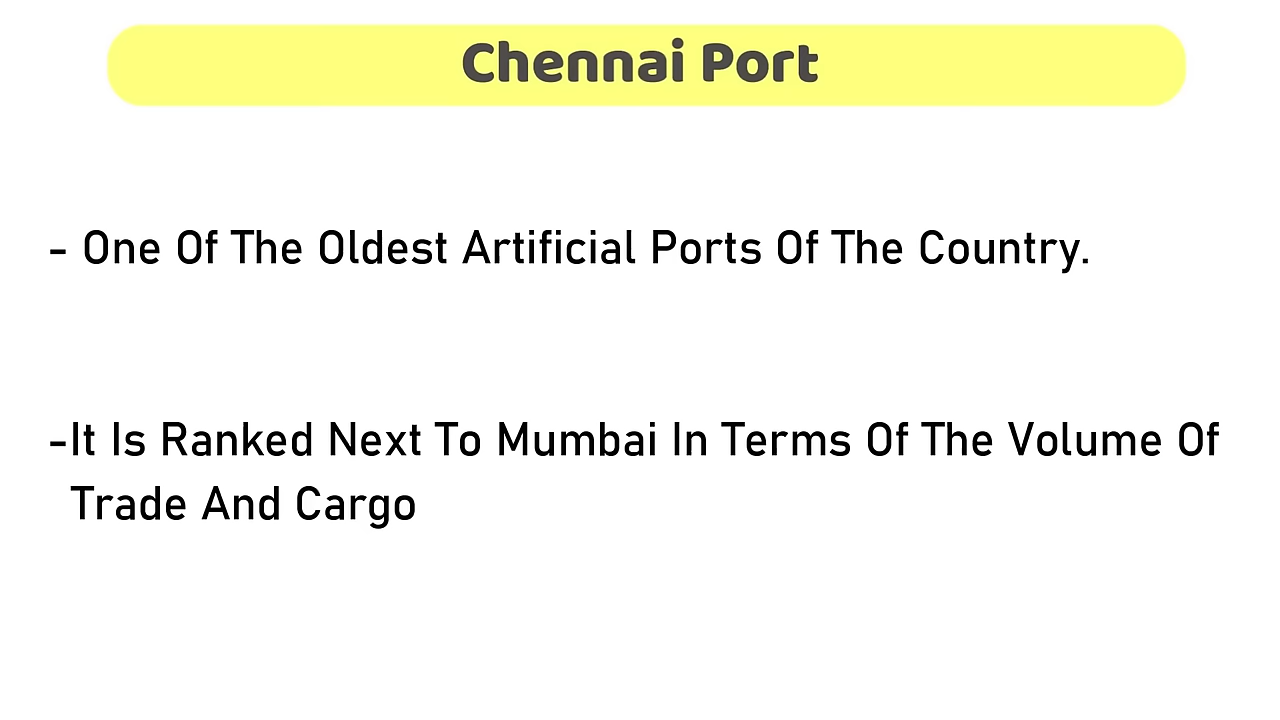 Chennai Port
- One Of The Oldest Artificial Ports Of The Country.
-It Is Ranked Next To Mumbai In Terms Of The Volume Of
Trade And Cargo